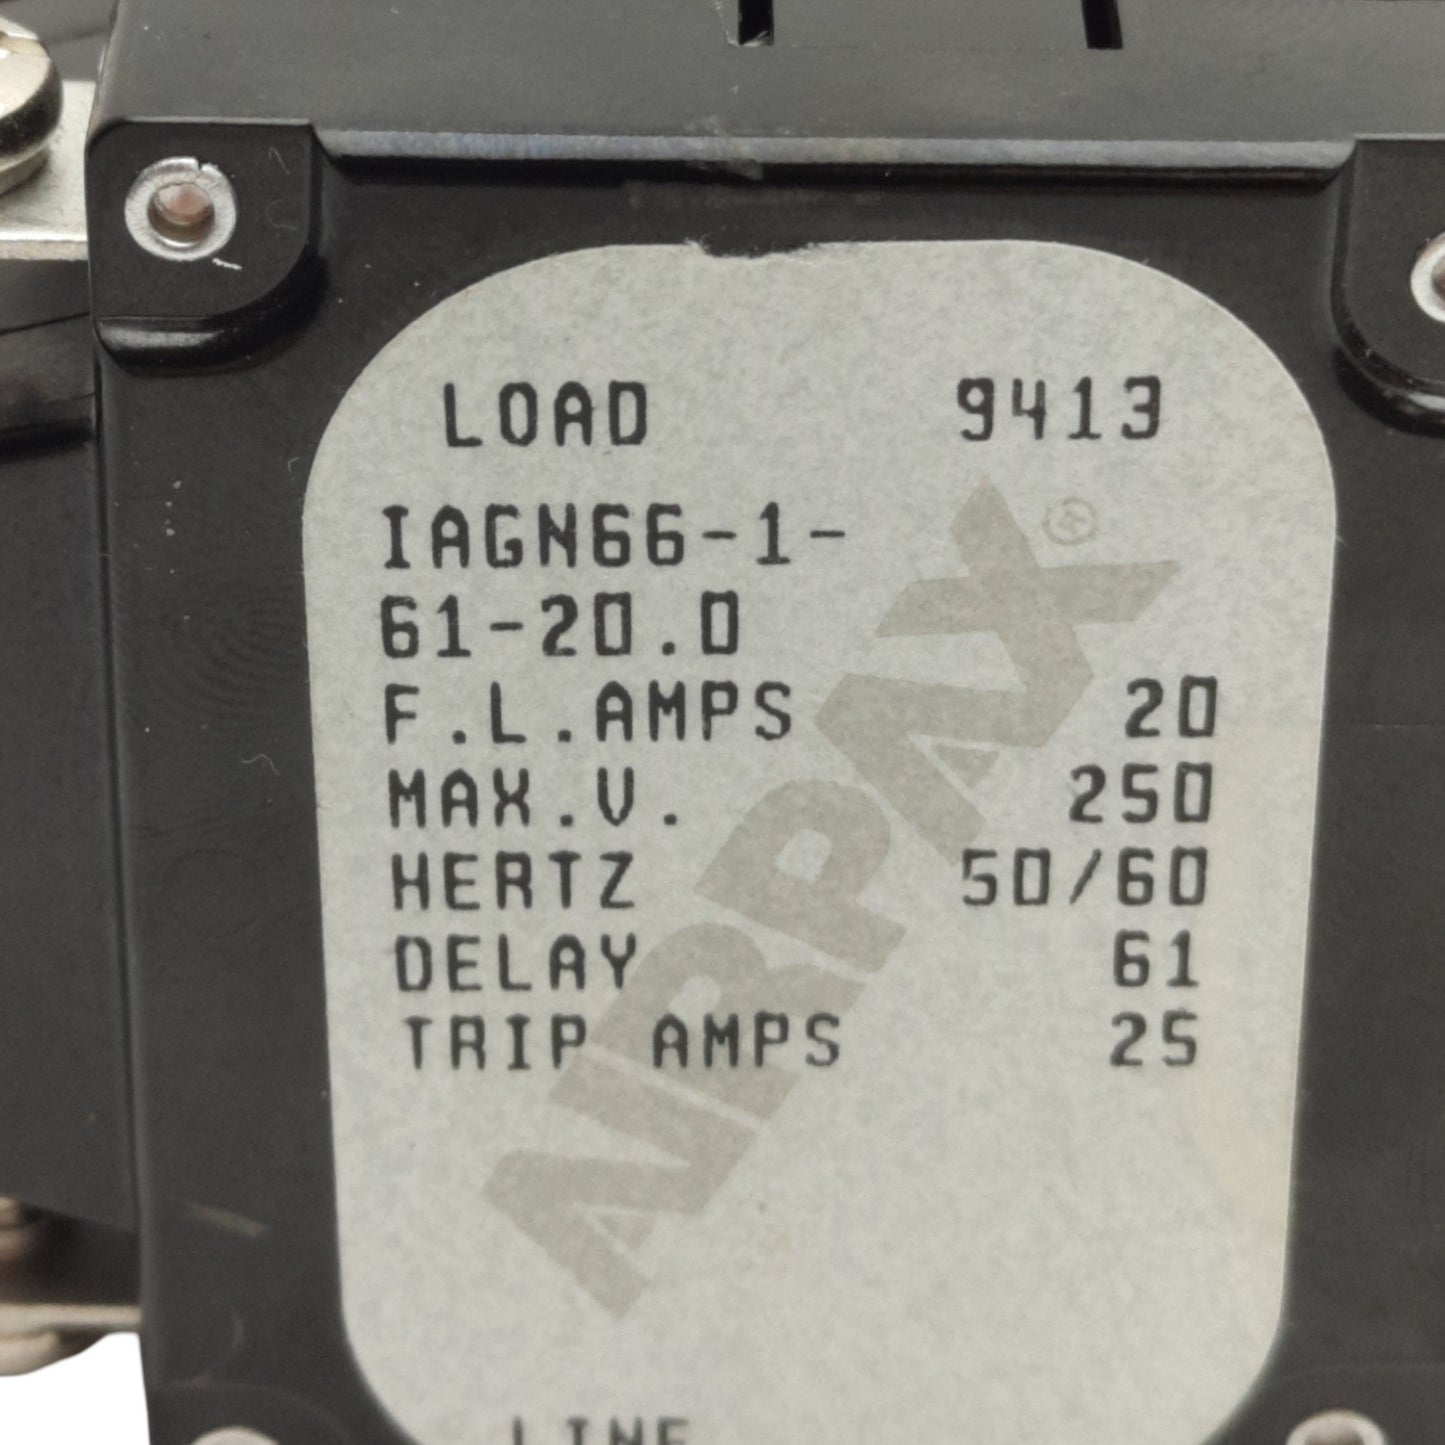 LOAD 9413
IAGN66-1-
61-20.0
F.L.AMPS 20
MAX.V. 250
HERTZ 50/60
DELAY 61
TRIP AMPS 25
AIRPAX®
LINE